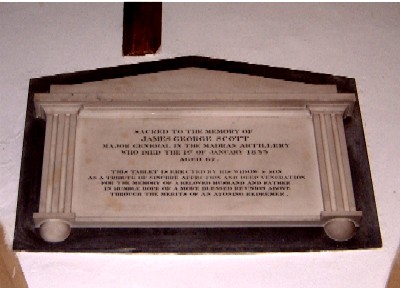 SACRED TO THE MEMORY OF
JAMES GEORGE SCOTT
MAJOR GENERAL IN THE MADRAS ARTILLERY
WHO DIED THE 1ST OF JANUARY 1833
AGED 67.
THIS TABLET IS ERECTED BY HIS WIDOW & SON
AS A TRIBUTE OF SINCERE AFFECTION AND DEEP VENERATION
FOR THE MEMORY OF A BELOVED HUSBAND AND FATHER
IN HUMBLE HOPE OF A MORE BLESSED REUNION ABOVE
THROUGH THE MERITS OF AN ATONING REDEEMER.